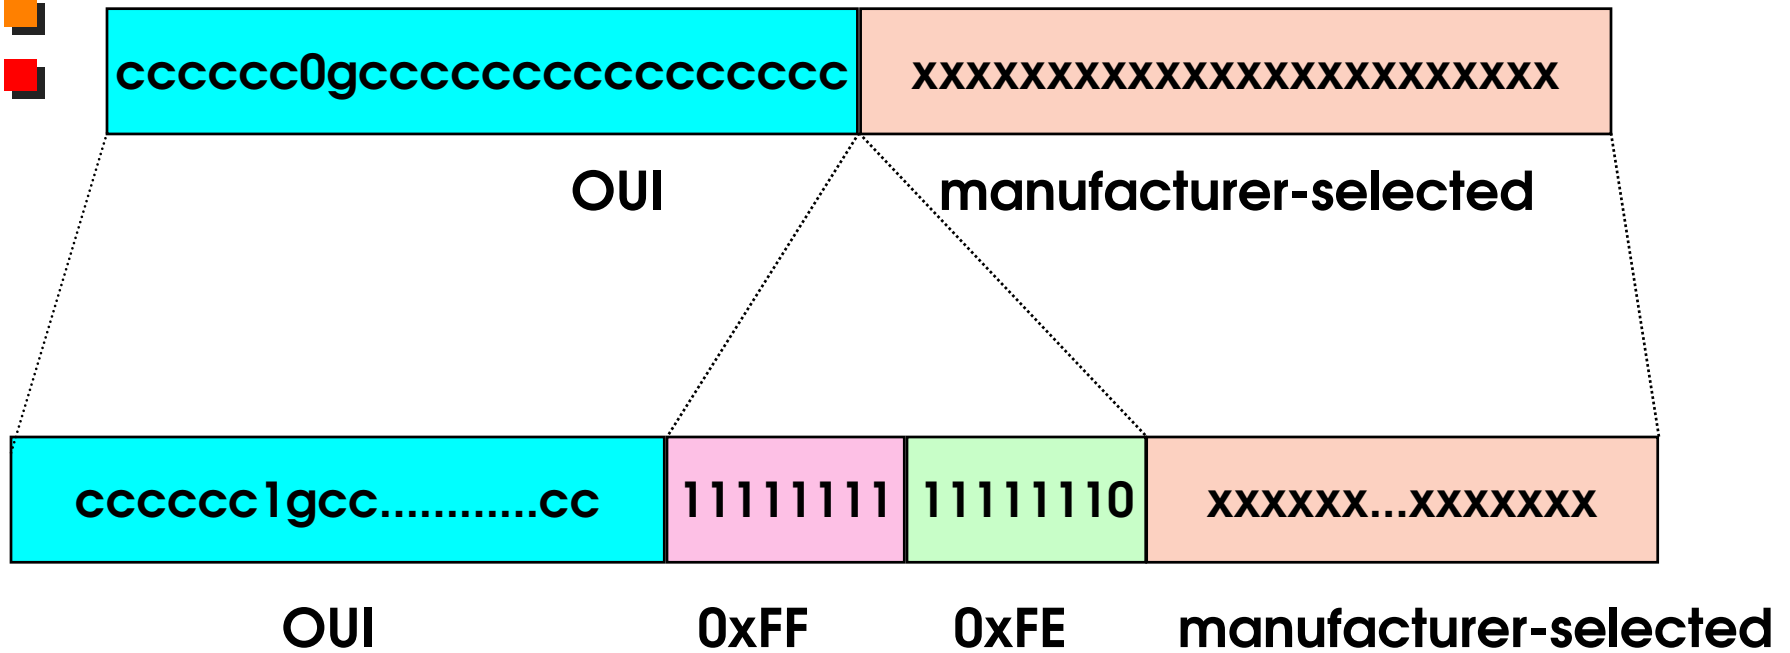 cccccc0gcccccccccccccccc xxxxxxxxxxxxxxxxxxxxxxxx
OUI manufacturer-selected
cccccc1gcc............cc 11111111 11111110 xxxxxx...xxxxxxx
OUI 0xFF 0xFE manufacturer-selected